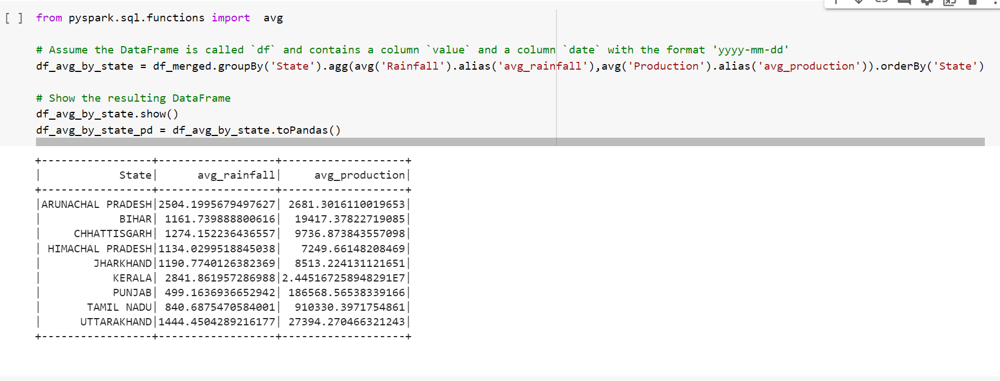 [ ] from pyspark.sql.functions import  avg
# Assume the DataFrame is called `df` and contains a column `value` and a column `date` with the format 'yyyy-mm-dd'
df_avg_by_state = df_merged.groupBy('State').agg(avg('Rainfall').alias('avg_rainfall'),avg('Production').alias('avg_production')).orderBy('State')
# Show the resulting DataFrame
df_avg_by_state.show()
df_avg_by_state_pd = df_avg_by_state.toPandas()
+-----------------+------------------+-------------------+
|            State|      avg_rainfall|     avg_production|
+-----------------+------------------+-------------------+
|ARUNACHAL PRADESH|2504.1995679497627| 2681.3016110019653|
|            BIHAR| 1161.739888800616|  19417.37822719085|
|     CHHATTISGARH| 1274.152236436557|  9736.873843557098|
| HIMACHAL PRADESH|1134.0299518845038|   7249.66148208469|
|        JHARKHAND|1190.7740126382369|  8513.224131121651|
|           KERALA| 2841.861957286988|2.445167258948291E7|
|           PUNJAB| 499.1636936652942| 186568.56538339166|
|       TAMIL NADU| 840.6875470584001|  910330.3971754861|
|      UTTARAKHAND|1444.4504289216177| 27394.270466321243|
+-----------------+------------------+-------------------+